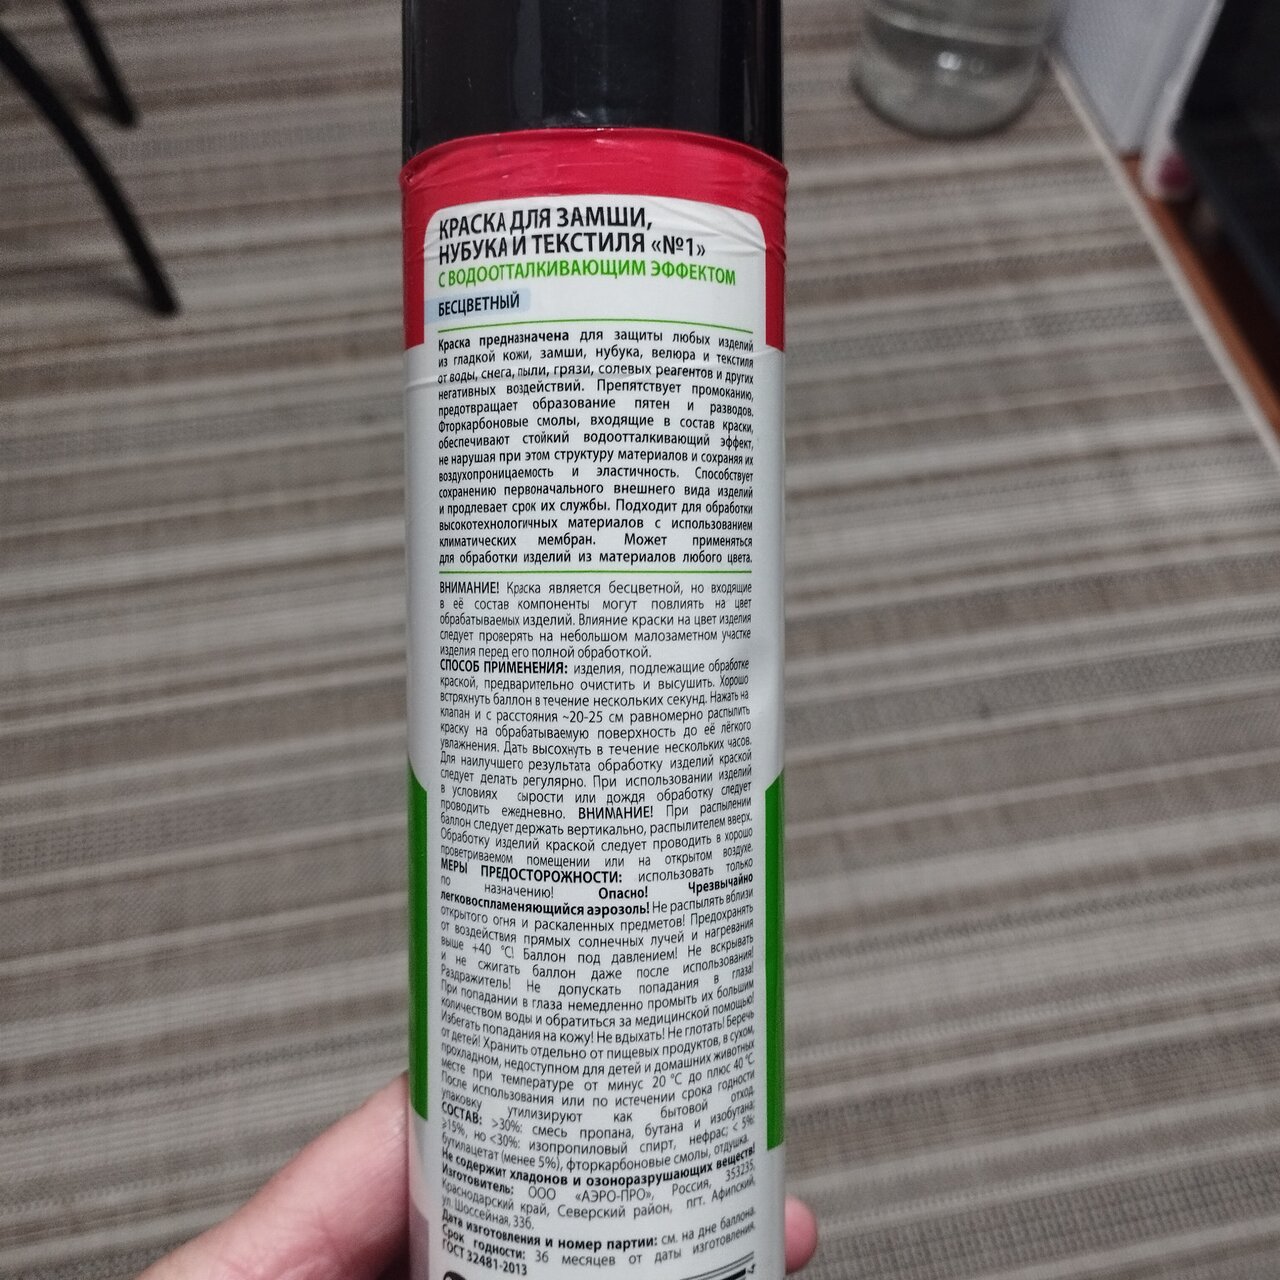 КРАСКА ДЛЯ ЗАМШИ,
НУБУКА И ТЕКСТИЛЯ «№1»
С ВОДООТТАЛКИВАЮЩИМ ЭФФЕКТОМ
БЕСЦВЕТНЫЙ
Краска предназначена для защиты любых изделий
из гладкой кожи, замши, нубука, велюра и текстиля
от воды, снега, пыли, грязи, солевых реагентов и других
негативных воздействий. Препятствует промоканию,
предотвращает образование пятен и разводов.
Фторкарбоновые смолы, входящие в состав краски,
обеспечивают стойкий водоотталкивающий эффект,
не нарушая при этом структуру материалов и сохраняя их
воздухопроницаемость и эластичность. Способствует
сохранению первоначального внешнего вида изделий
и продлевает срок их службы. Подходит для обработки
высокотехнологичных материалов с использованием
климатических мембран. Может применяться
для обработки изделий из материалов любого цвета.
ВНИМАНИЕ! Краска является бесцветной, но входящие
в её состав компоненты могут повлиять на цвет
обрабатываемых изделий. Влияние краски на цвет изделия
следует проверять на небольшом малозаметном участке
изделия перед его полной обработкой.
СПОСОБ ПРИМЕНЕНИЯ: изделия, подлежащие обработке
краской, предварительно очистить и высушить. Хорошо
встряхнуть баллон в течение нескольких секунд. Нажать на
клапан и с расстояния ~20-25 см равномерно распылить
краску на обрабатываемую поверхность до её лёгкого
увлажнения. Дать высохнуть в течение нескольких часов.
Для наилучшего результата обработку изделий краской
следует делать регулярно. При использовании изделий
в условиях сырости или дождя обработку следует
проводить ежедневно. ВНИМАНИЕ! При распылении
баллон следует держать вертикально, распылителем вверх.
Обработку изделий краской следует проводить в хорошо
проветриваемом помещении или на открытом воздухе.
МЕРЫ ПРЕДОСТОРОЖНОСТИ: использовать только
по назначению! Опасно! Чрезвычайно
легковоспламеняющийся аэрозоль! Не распылять вблизи
открытого огня и раскаленных предметов! Предохранять
от воздействия прямых солнечных лучей и нагревания
выше +40 °С! Баллон под давлением! Не вскрывать
и не сжигать баллон даже после использования!
Раздражитель! Не допускать попадания в глаза!
При попадании в глаза немедленно промыть их большим
количеством воды и обратиться за медицинской помощью!
Избегать попадания на кожу! Не вдыхать! Не глотать! Беречь
от детей! Хранить отдельно от пищевых продуктов, в сухом,
прохладном, недоступном для детей и домашних животных
месте при температуре от минус 20 °С до плюс 40 °С.
После использования или по истечении срока годности
упаковку утилизируют как бытовой отход.
СОСТАВ: >30%: смесь пропана, бутана и изобутана;
≥15%, но <30%: изопропиловый спирт, нефрас; < 5%:
бутилацетат (менее 5%), фторкарбоновые смолы, отдушка.
Не содержит хладонов и озоноразрушающих веществ!
Изготовитель: ООО «АЭРО-ПРО», Россия, 353235,
Краснодарский край, Северский район, пгт. Афипский,
ул. Шоссейная, 33б.
Дата изготовления и номер партии: см. на дне баллона.
Срок годности: 36 месяцев от даты изготовления.
ГОСТ 32481-2013